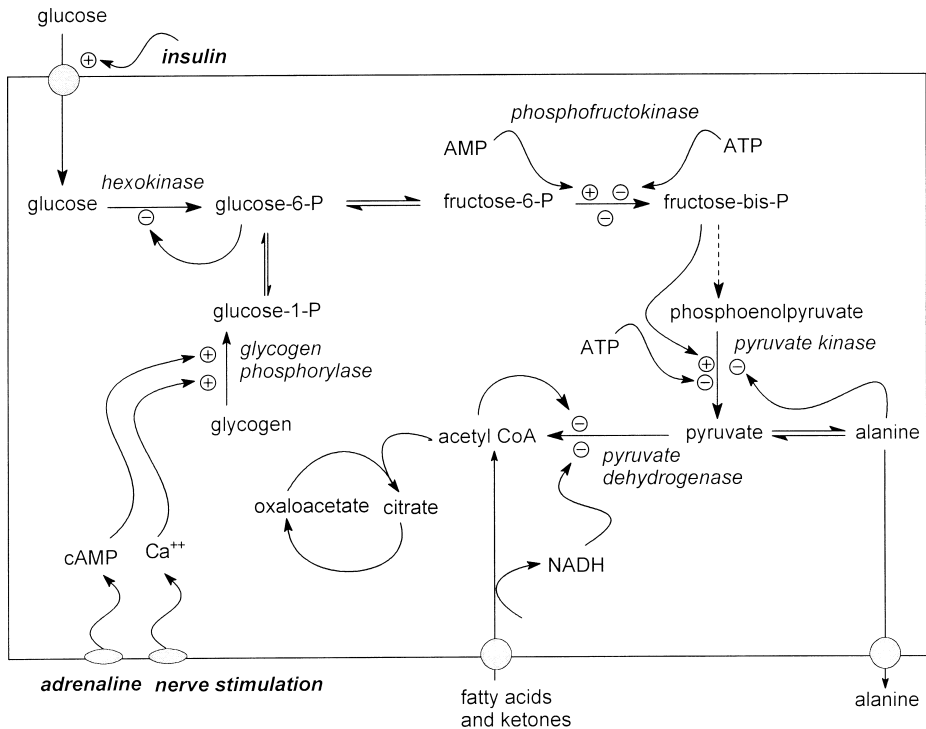 glucose
+
insulin
phosphofructokinase
AMP
ATP
hexokinase
glucose
glucose-6-P
fructose-6-P
+ −
fructose-bis-P
−
−
glucose-1-P
phosphoenolpyruvate
+
glycogen
phosphorylase
ATP
pyruvate kinase
+
−
+
−
glycogen
−
acetyl CoA
pyruvate
alanine
−
pyruvate
dehydrogenase
oxaloacetate
citrate
cAMP
Ca++
NADH
adrenaline
nerve stimulation
fatty acids
and ketones
alanine